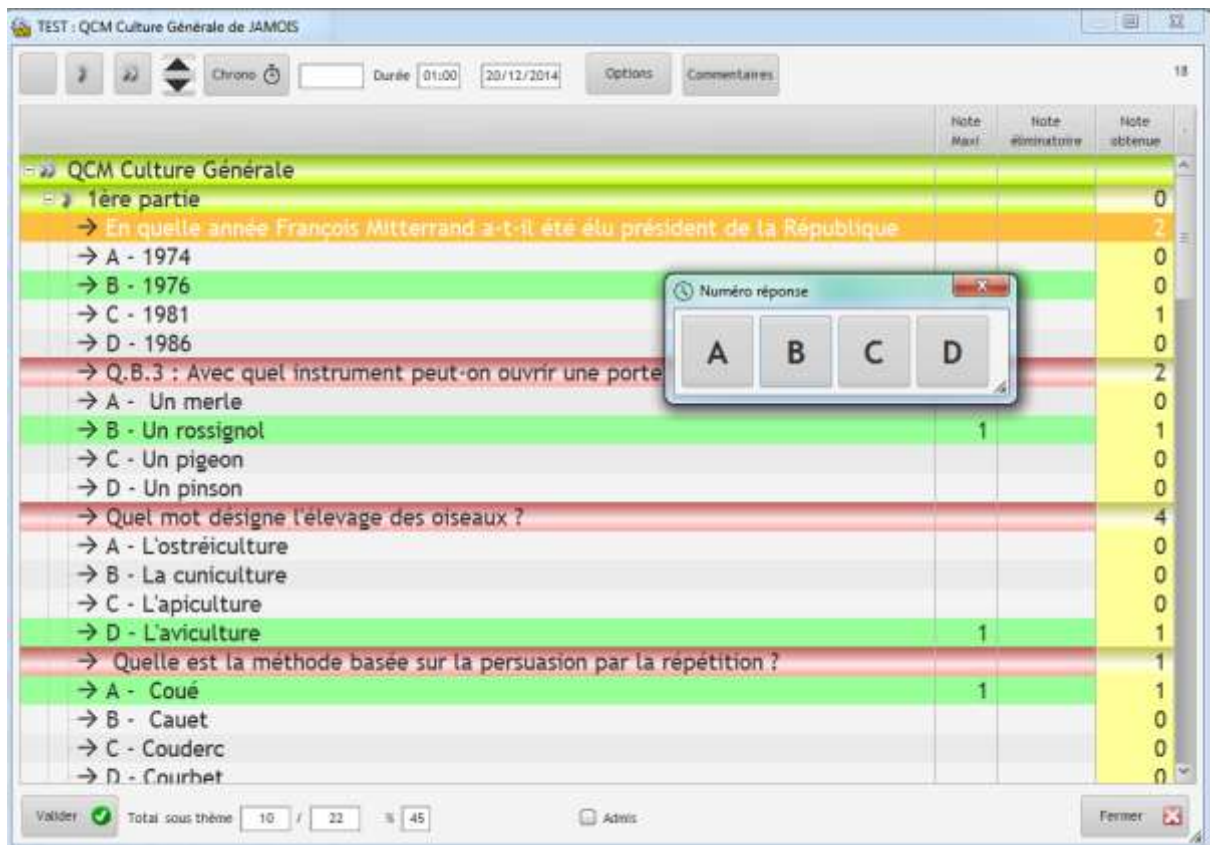 TEST : QCM Culture Générale de JAMOIS
Chrono Durée 01:00 20/12/2014 Options Commentaires 18
Note Maxi Note éliminatoire Note obtenue
QCM Culture Générale
1ère partie 0
→ En quelle année François Mitterrand a-t-il été élu président de la République 2
→ A - 1974 0
→ B - 1976 0
→ C - 1981 1
→ D - 1986 0
Numéro réponse
A B C D
→ Q.B.3 : Avec quel instrument peut-on ouvrir une porte 2
→ A - Un merle 0
→ B - Un rossignol 1 1
→ C - Un pigeon 0
→ D - Un pinson 0
→ Quel mot désigne l'élevage des oiseaux ? 4
→ A - L'ostréiculture 0
→ B - La cuniculture 0
→ C - L'apiculture 0
→ D - L'aviculture 1 1
→ Quelle est la méthode basée sur la persuasion par la répétition ? 1
→ A - Coué 1 1
→ B - Cauet 0
→ C - Couderc 0
→ D - Courbet 0
Valider Total sous thème 10 / 22 % 45 Admis Fermer